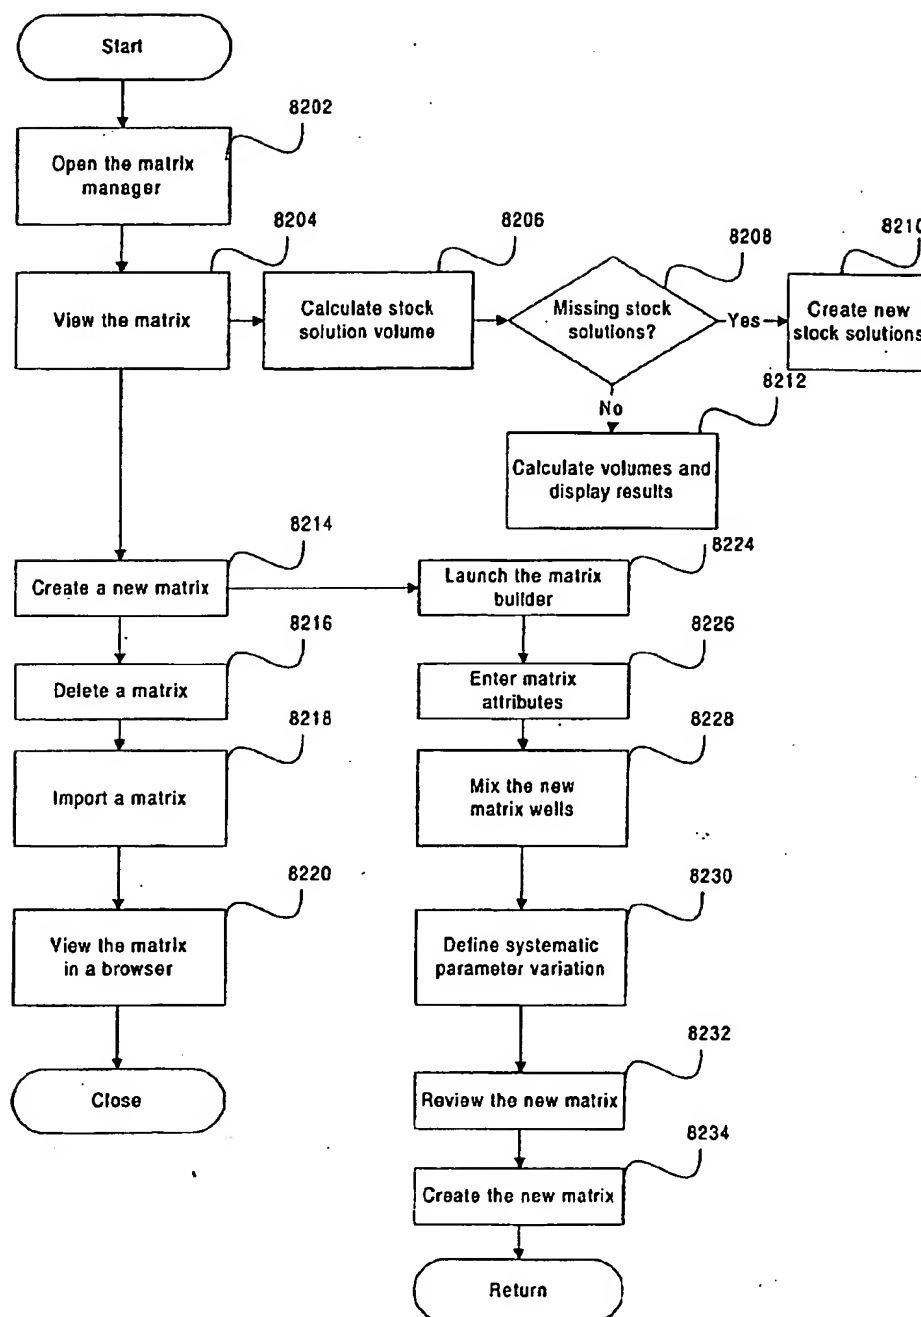 Start
8202
Open the matrix
manager
8204
8206
8208
8210
View the matrix
Calculate stock
solution volume
Missing stock
solutions?
Yes
Create new
stock solutions
No
8212
Calculate volumes and
display results
8214
Create a new matrix
8224
Launch the matrix
builder
8216
Delete a matrix
8226
Enter matrix
attributes
8218
Import a matrix
8228
Mix the new
matrix wells
8220
View the matrix
in a browser
8230
Define systematic
parameter variation
Close
8232
Review the new matrix
8234
Create the new matrix
Return